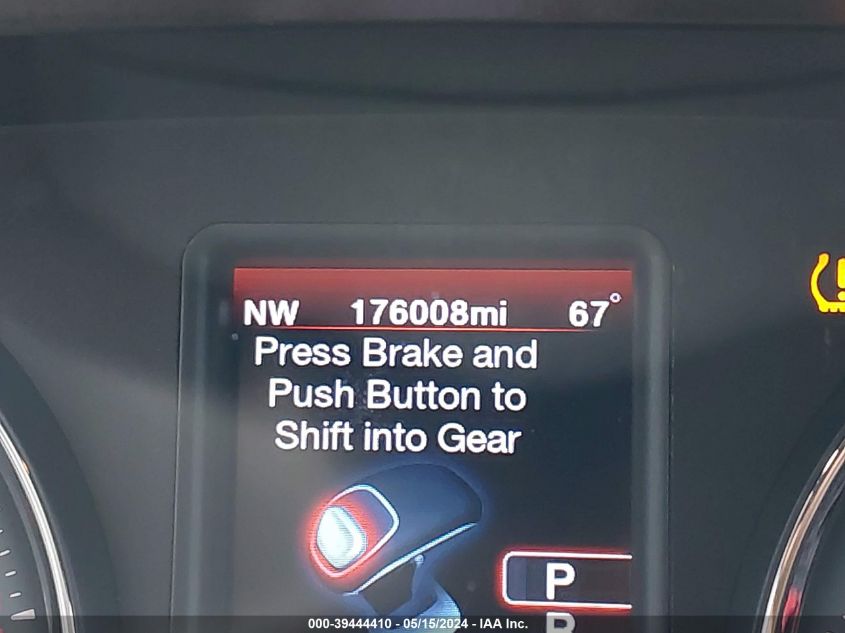 NW 176008mi 67°
Press Brake and
Push Button to
Shift into Gear
P
R
000-39444410 - 05/15/2024 - IAA Inc.